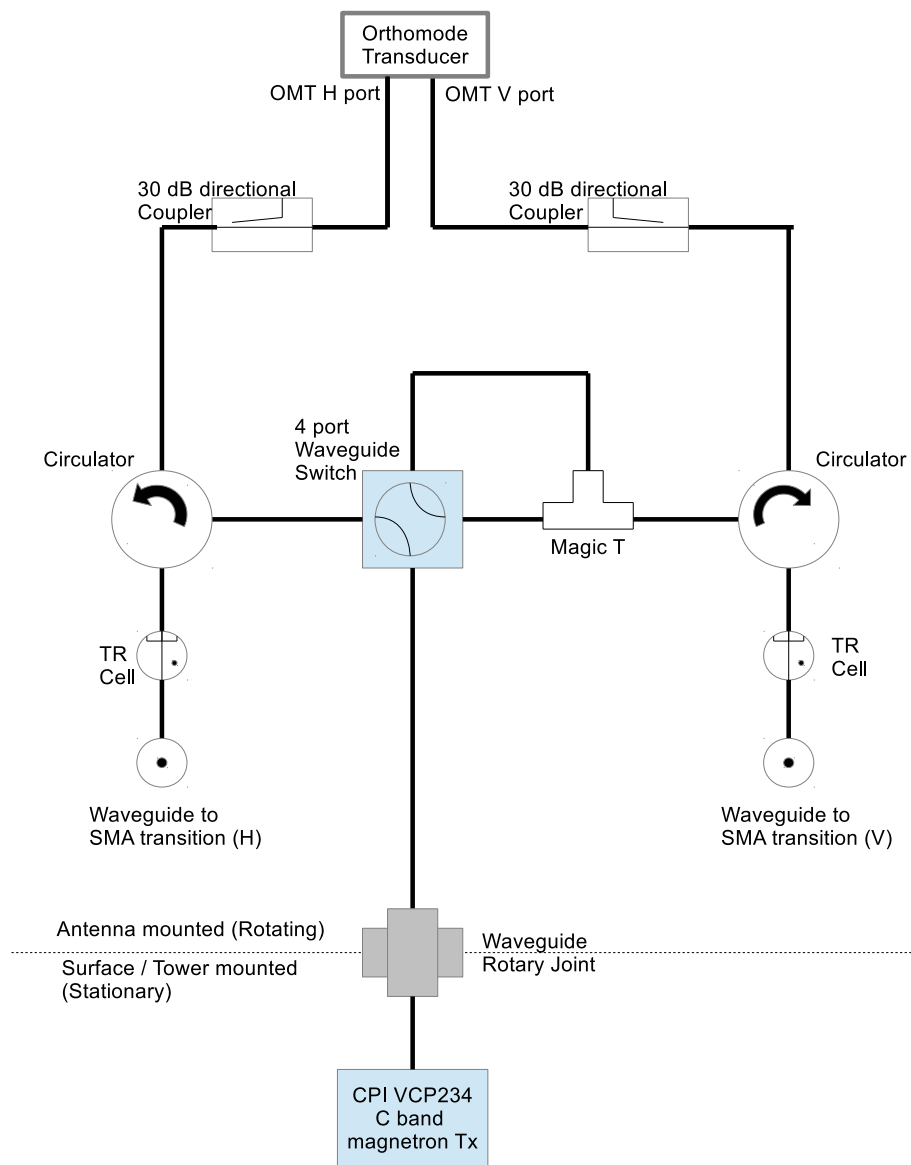 Orthomode
Transducer
OMT H port
OMT V port
30 dB directional
Coupler
30 dB directional
Coupler
4 port
Waveguide
Switch
Circulator
Circulator
Magic T
TR
Cell
TR
Cell
Waveguide to
SMA transition (H)
Waveguide to
SMA transition (V)
Antenna mounted (Rotating)
Surface / Tower mounted
(Stationary)
Waveguide
Rotary Joint
CPI VCP234
C band
magnetron Tx